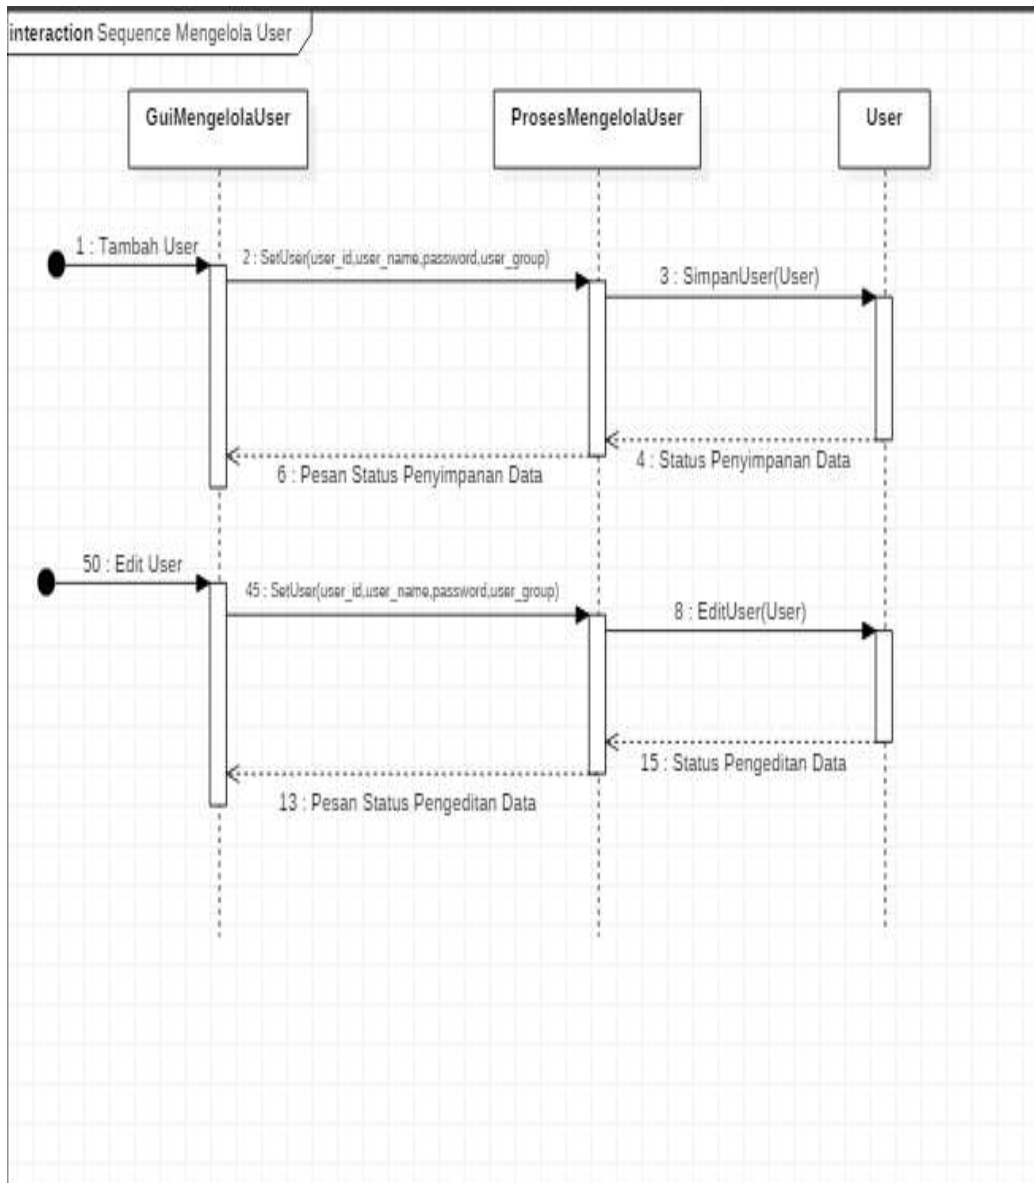 interaction Sequence Mengelola User
GuiMengelolaUser
ProsesMengelolaUser
User
1 : Tambah User
2 : SetUser(user_id,user_name,password,user_group)
3 : SimpanUser(User)
4 : Status Penyimpanan Data
6 : Pesan Status Penyimpanan Data
50 : Edit User
45 : SetUser(user_id,user_name,password,user_group)
8 : EditUser(User)
15 : Status Pengeditan Data
13 : Pesan Status Pengeditan Data